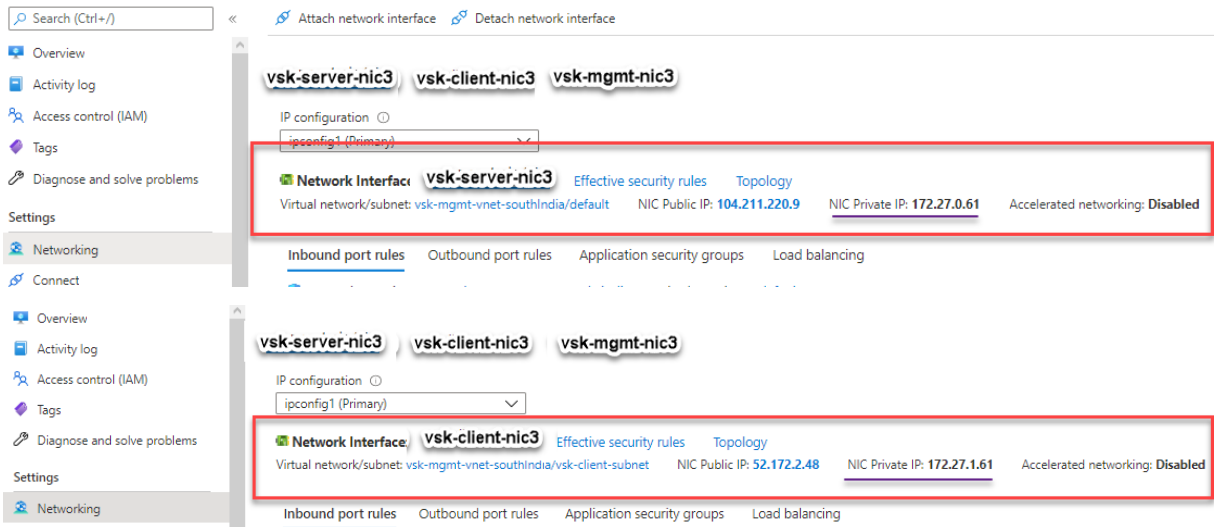 Search (Ctrl+/)
«
Attach network interface
Detach network interface
Overview
Activity log
Access control (IAM)
Tags
Diagnose and solve problems
Settings
Networking
Connect
vsk-server-nic3
vsk-client-nic3
vsk-mgmt-nic3
IP configuration
ipconfig1 (Primary)
Network Interface vsk-server-nic3 Effective security rules Topology
Virtual network/subnet: vsk-mgmt-vnet-southIndia/default NIC Public IP: 104.211.220.9 NIC Private IP: 172.27.0.61 Accelerated networking: Disabled
Inbound port rules Outbound port rules Application security groups Load balancing
Overview
Activity log
Access control (IAM)
Tags
Diagnose and solve problems
Settings
Networking
vsk-server-nic3
vsk-client-nic3
vsk-mgmt-nic3
IP configuration
ipconfig1 (Primary)
Network Interface: vsk-client-nic3 Effective security rules Topology
Virtual network/subnet: vsk-mgmt-vnet-southIndia/vsk-client-subnet NIC Public IP: 52.172.2.48 NIC Private IP: 172.27.1.61 Accelerated networking: Disabled
Inbound port rules Outbound port rules Application security groups Load balancing